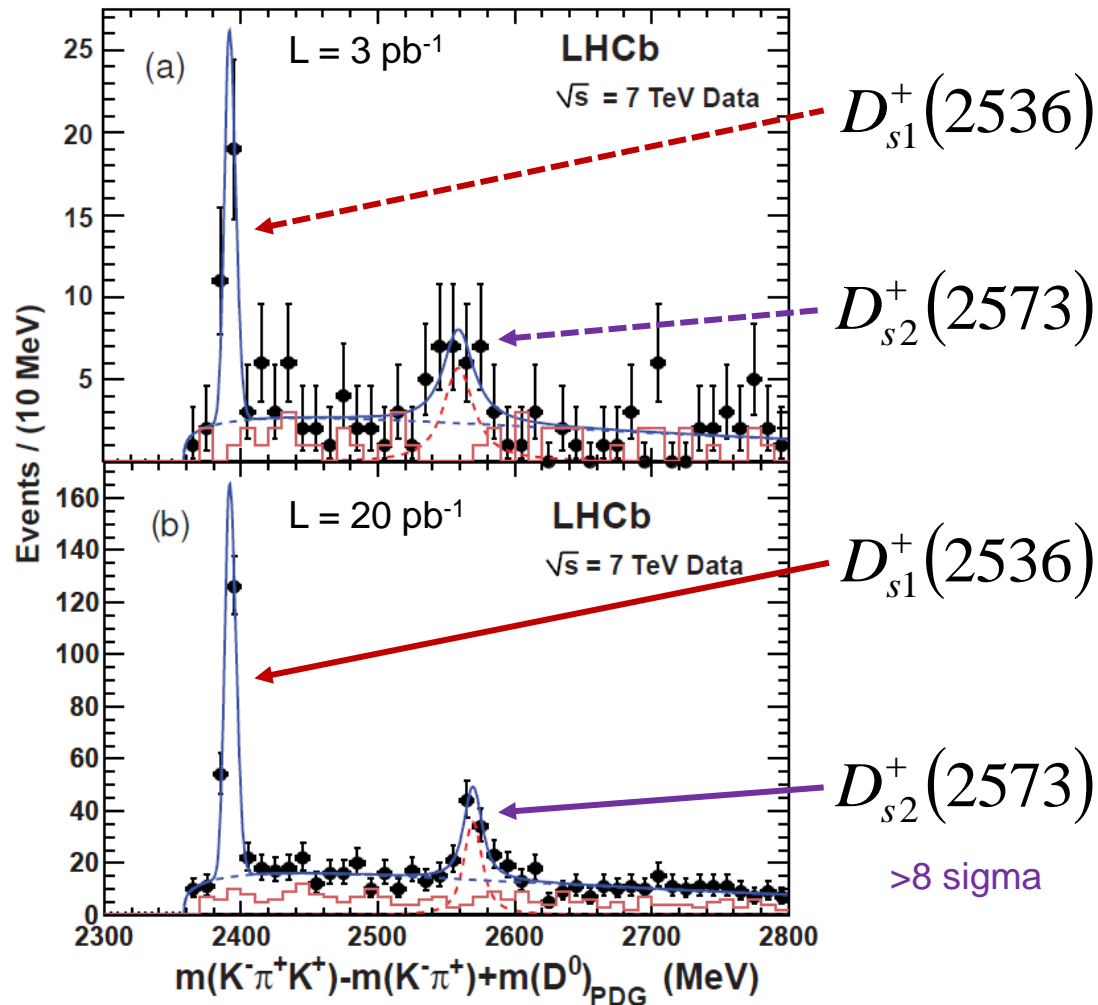 (a) L = 3 pb⁻¹ LHCb
√s = 7 TeV Data
25
20
15
10
5
D⁺ₛ₁(2536)
D⁺ₛ₂(2573)
Events / (10 MeV)
(b) L = 20 pb⁻¹ LHCb
√s = 7 TeV Data
160
140
120
100
80
60
40
20
0
D⁺ₛ₁(2536)
D⁺ₛ₂(2573)
>8 sigma
2300 2400 2500 2600 2700 2800
m(K⁻π⁺K⁺)-m(K⁻π⁺)+m(D⁰)PDG (MeV)